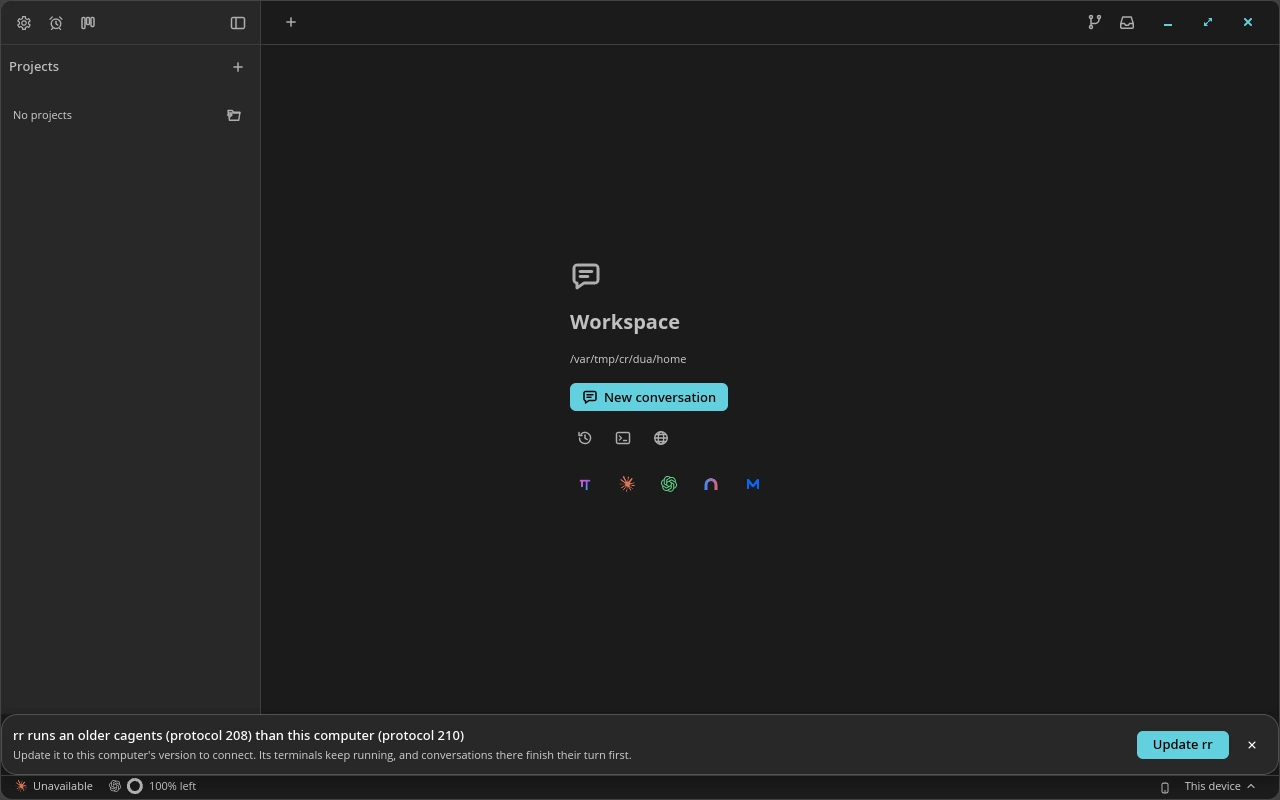 Projects
No projects
Workspace
/var/tmp/cr/dua/home
New conversation
rr runs an older cagents (protocol 208) than this computer (protocol 210)
Update it to this computer's version to connect. Its terminals keep running, and conversations there finish their turn first.
Update rr
Unavailable
100% left
This device